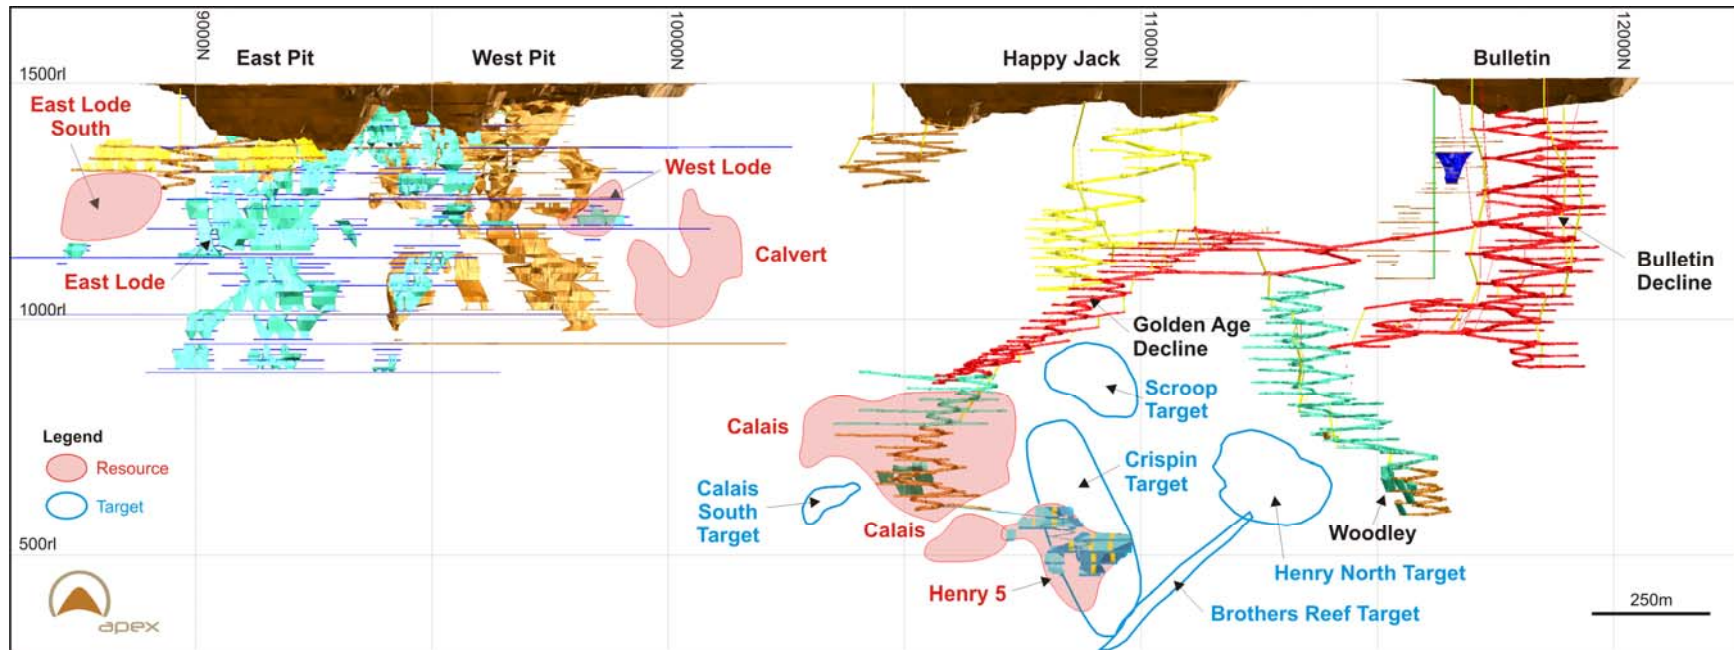 9000N
10000N
11000N
12000N
East Pit
West Pit
Happy Jack
Bulletin
1500rl
East Lode
South
West Lode
Calvert
East Lode
Bulletin
Decline
1000rl
Golden Age
Decline
Scroop
Target
Calais
Legend
Resource
Target
Crispin
Target
Calais
South
Target
Calais
Woodley
500rl
Henry North Target
Henry 5
Brothers Reef Target
250m
apex